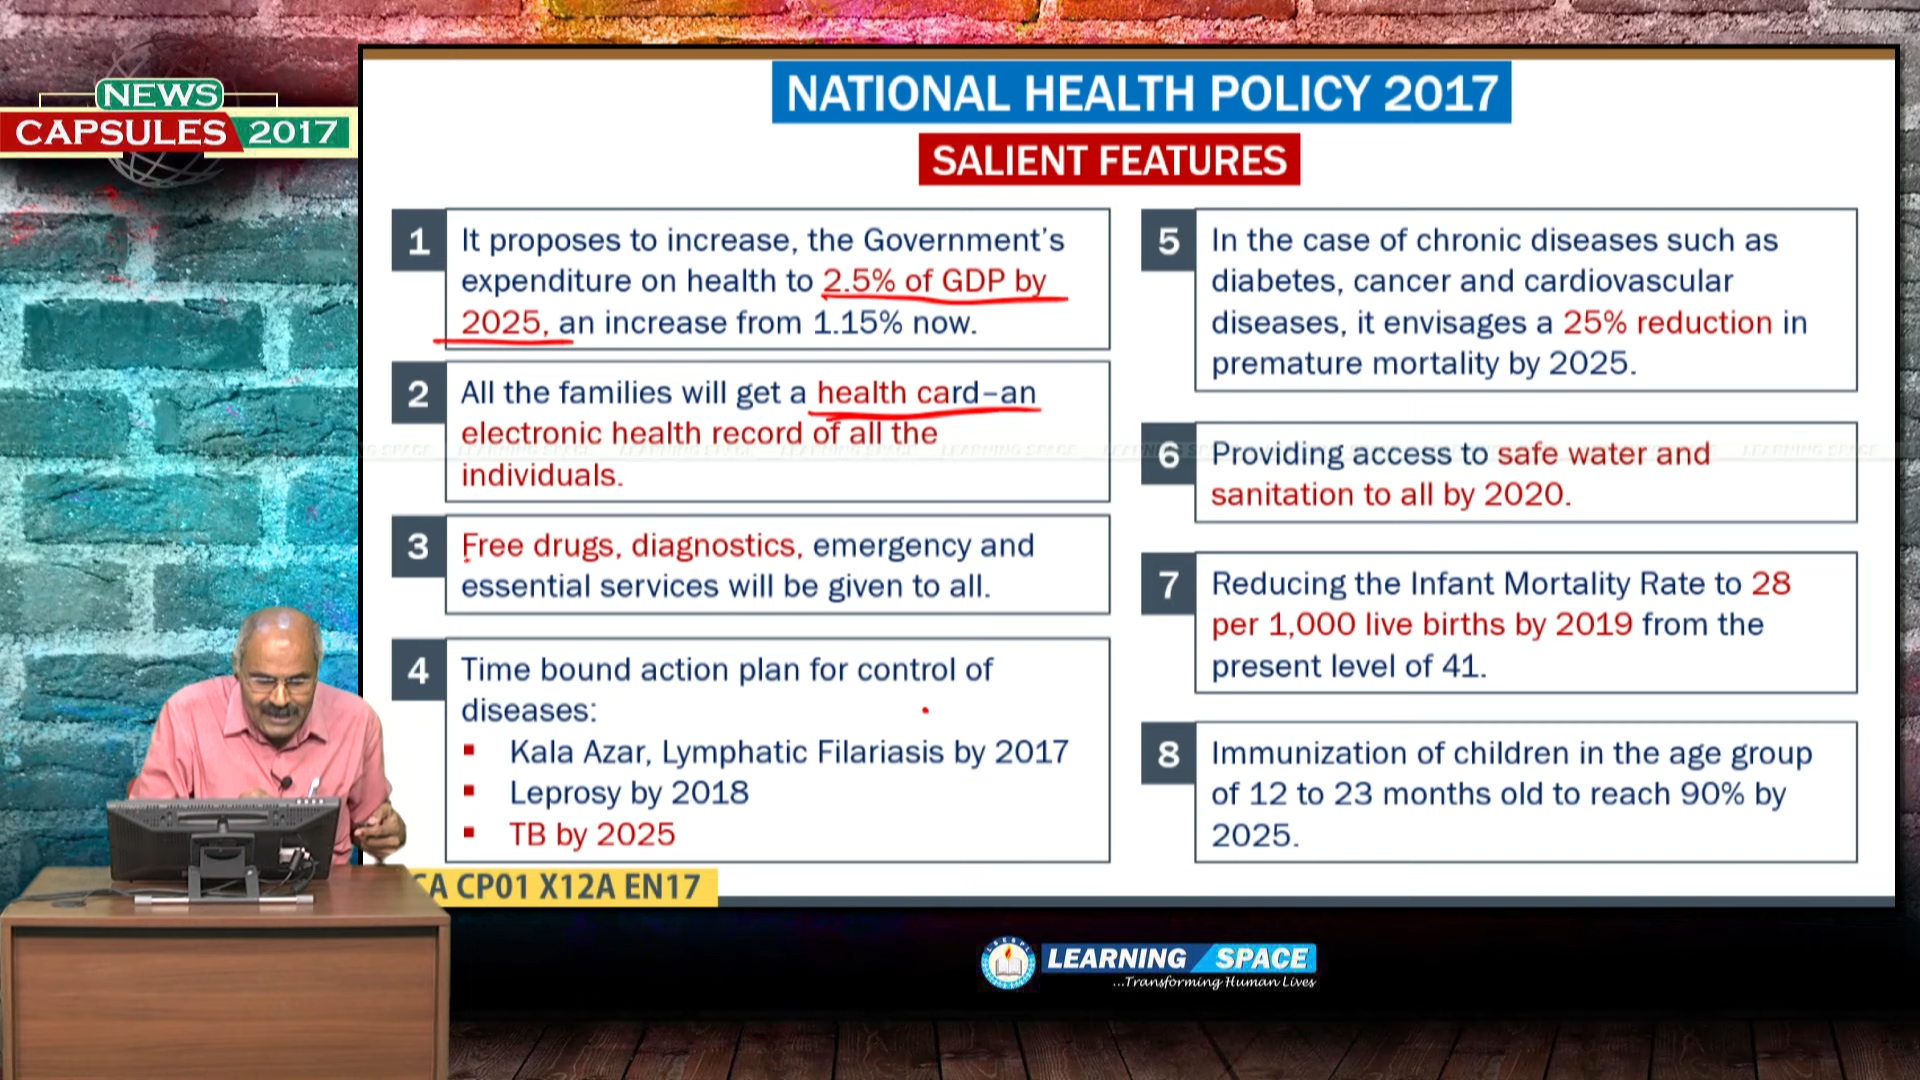 NEWS
CAPSULES 2017
NATIONAL HEALTH POLICY 2017
SALIENT FEATURES
1
It proposes to increase, the Government's
expenditure on health to 2.5% of GDP by
2025, an increase from 1.15% now.
2
All the families will get a health card–an
electronic health record of all the
individuals.
3
Free drugs, diagnostics, emergency and
essential services will be given to all.
4
Time bound action plan for control of
diseases:
Kala Azar, Lymphatic Filariasis by 2017
Leprosy by 2018
TB by 2025
5
In the case of chronic diseases such as
diabetes, cancer and cardiovascular
diseases, it envisages a 25% reduction in
premature mortality by 2025.
6
Providing access to safe water and
sanitation to all by 2020.
7
Reducing the Infant Mortality Rate to 28
per 1,000 live births by 2019 from the
present level of 41.
8
Immunization of children in the age group
of 12 to 23 months old to reach 90% by
2025.
CA CP01 X12A EN17
LEARNING SPACE
...Transforming Human Lives